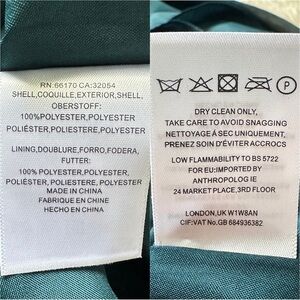 RN:66170 CA:32054
SHELL,COQUILLE,EXTERIOR,SHELL,
OBERSTOFF:
100%POLYESTER,POLYESTER
POLIÉSTER,POLIESTERE,POLYESTER
LINING,DOUBLURE,FORRO,FODERA,
FUTTER:
100% POLYESTER,POLYESTER,
POLIÉSTER,POLIESTERE,POLYESTER
MADE IN CHINA
FABRIQUE EN CHINE
HECHO EN CHINA
P
DRY CLEAN ONLY,
TAKE CARE TO AVOID SNAGGING
NETTOYAGE À SEC UNIQUEMENT,
PRENEZ SOIN D'ÉVITER ACCROCS
LOW FLAMMABILITY TO BS 5722
FOR EU:IMPORTED BY
ANTHROPOLOG IE
24 MARKET PLACE, 3RD FLOOR
LONDON,UK W1W8AN
CIF:VAT No.GB 684936382